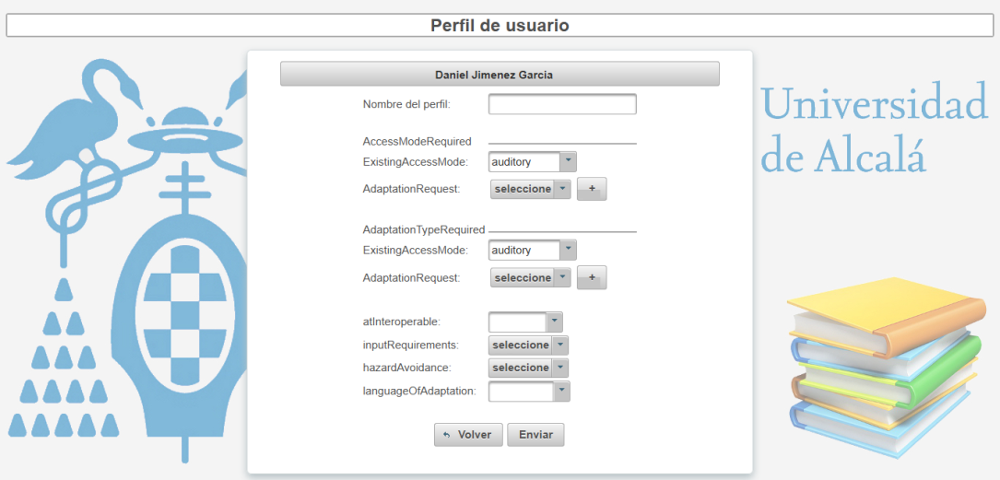 Perfil de usuario
Daniel Jimenez Garcia
Nombre del perfil:
AccessModeRequired
ExistingAccessMode: auditory
AdaptationRequest: seleccione +
AdaptationTypeRequired
ExistingAccessMode: auditory
AdaptationRequest: seleccione +
atInteroperable:
inputRequirements: seleccione
hazardAvoidance: seleccione
languageOfAdaptation:
Volver Enviar
Universidad
de Alcalá